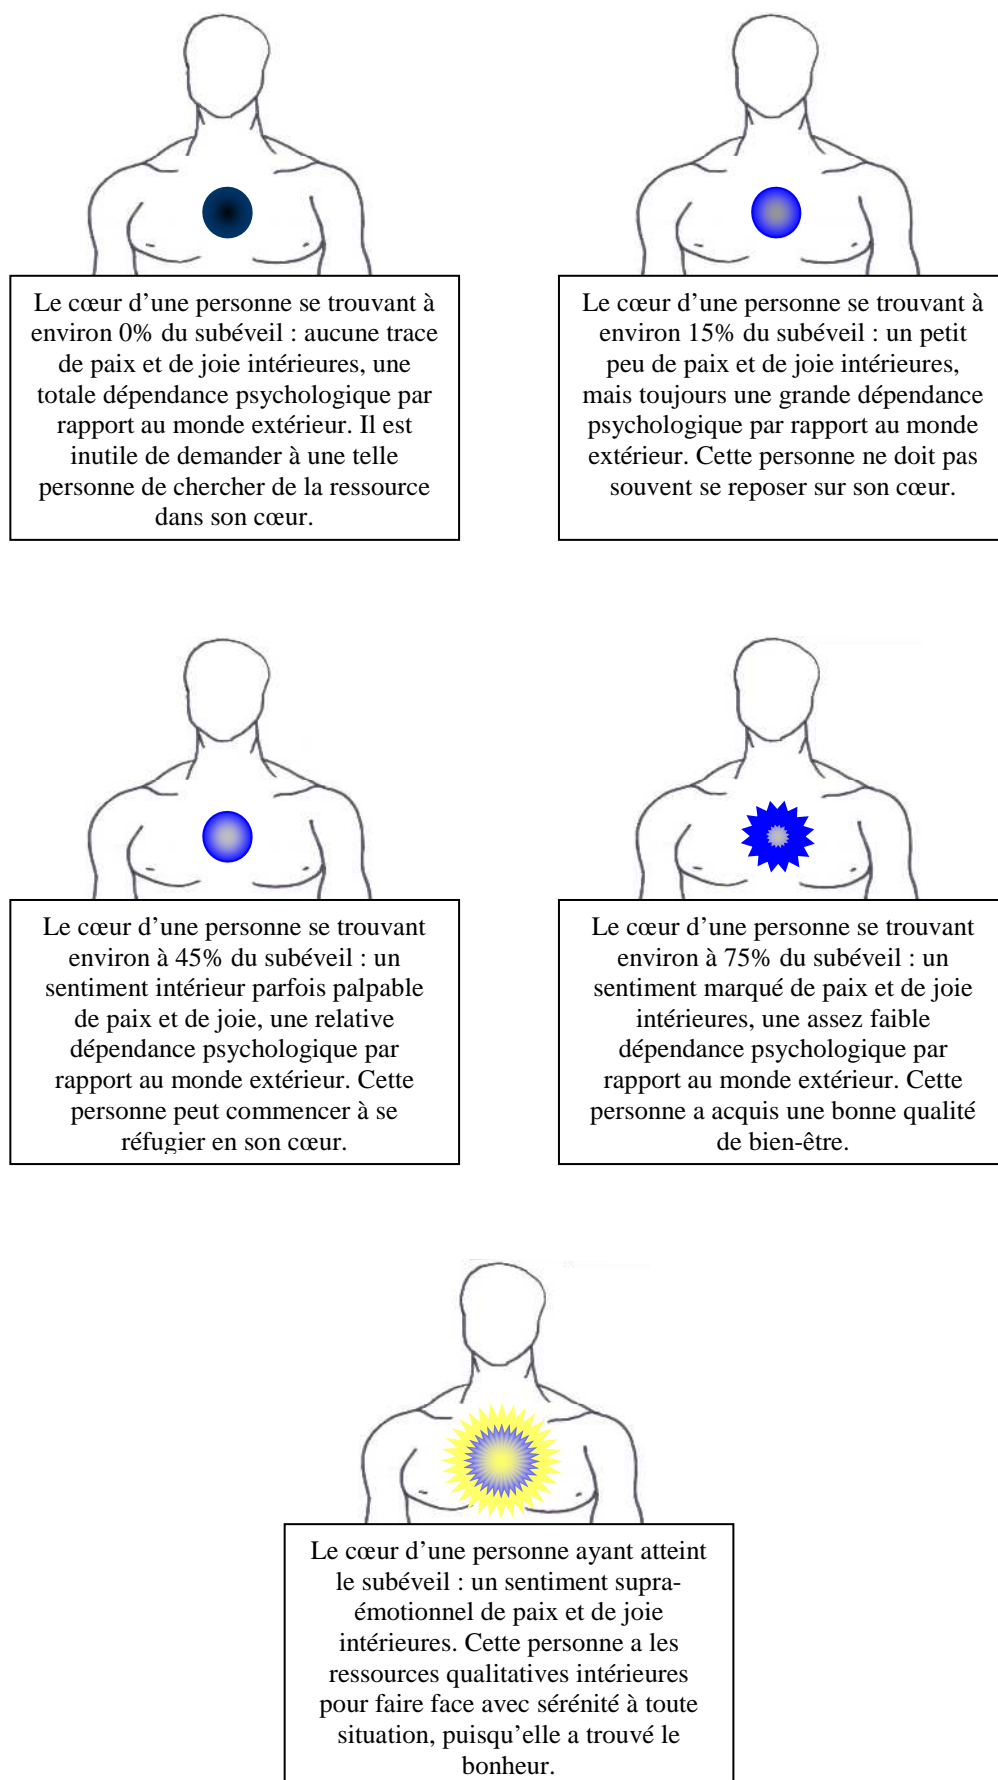 Le cœur d’une personne se trouvant à
environ 0% du subéveil : aucune trace
de paix et de joie intérieures, une
totale dépendance psychologique par
rapport au monde extérieur. Il est
inutile de demander à une telle
personne de chercher de la ressource
dans son cœur.
Le cœur d’une personne se trouvant à
environ 15% du subéveil : un petit
peu de paix et de joie intérieures,
mais toujours une grande dépendance
psychologique par rapport au monde
extérieur. Cette personne ne doit pas
souvent se reposer sur son cœur.
Le cœur d’une personne se trouvant
environ à 45% du subéveil : un
sentiment intérieur parfois palpable
de paix et de joie, une relative
dépendance psychologique par
rapport au monde extérieur. Cette
personne peut commencer à se
réfugier en son cœur.
Le cœur d’une personne se trouvant
environ à 75% du subéveil : un
sentiment marqué de paix et de joie
intérieures, une assez faible
dépendance psychologique par
rapport au monde extérieur. Cette
personne a acquis une bonne qualité
de bien-être.
Le cœur d’une personne ayant atteint
le subéveil : un sentiment supra-
émotionnel de paix et de joie
intérieures. Cette personne a les
ressources qualitatives intérieures
pour faire face avec sérénité à toute
situation, puisqu’elle a trouvé le
bonheur.